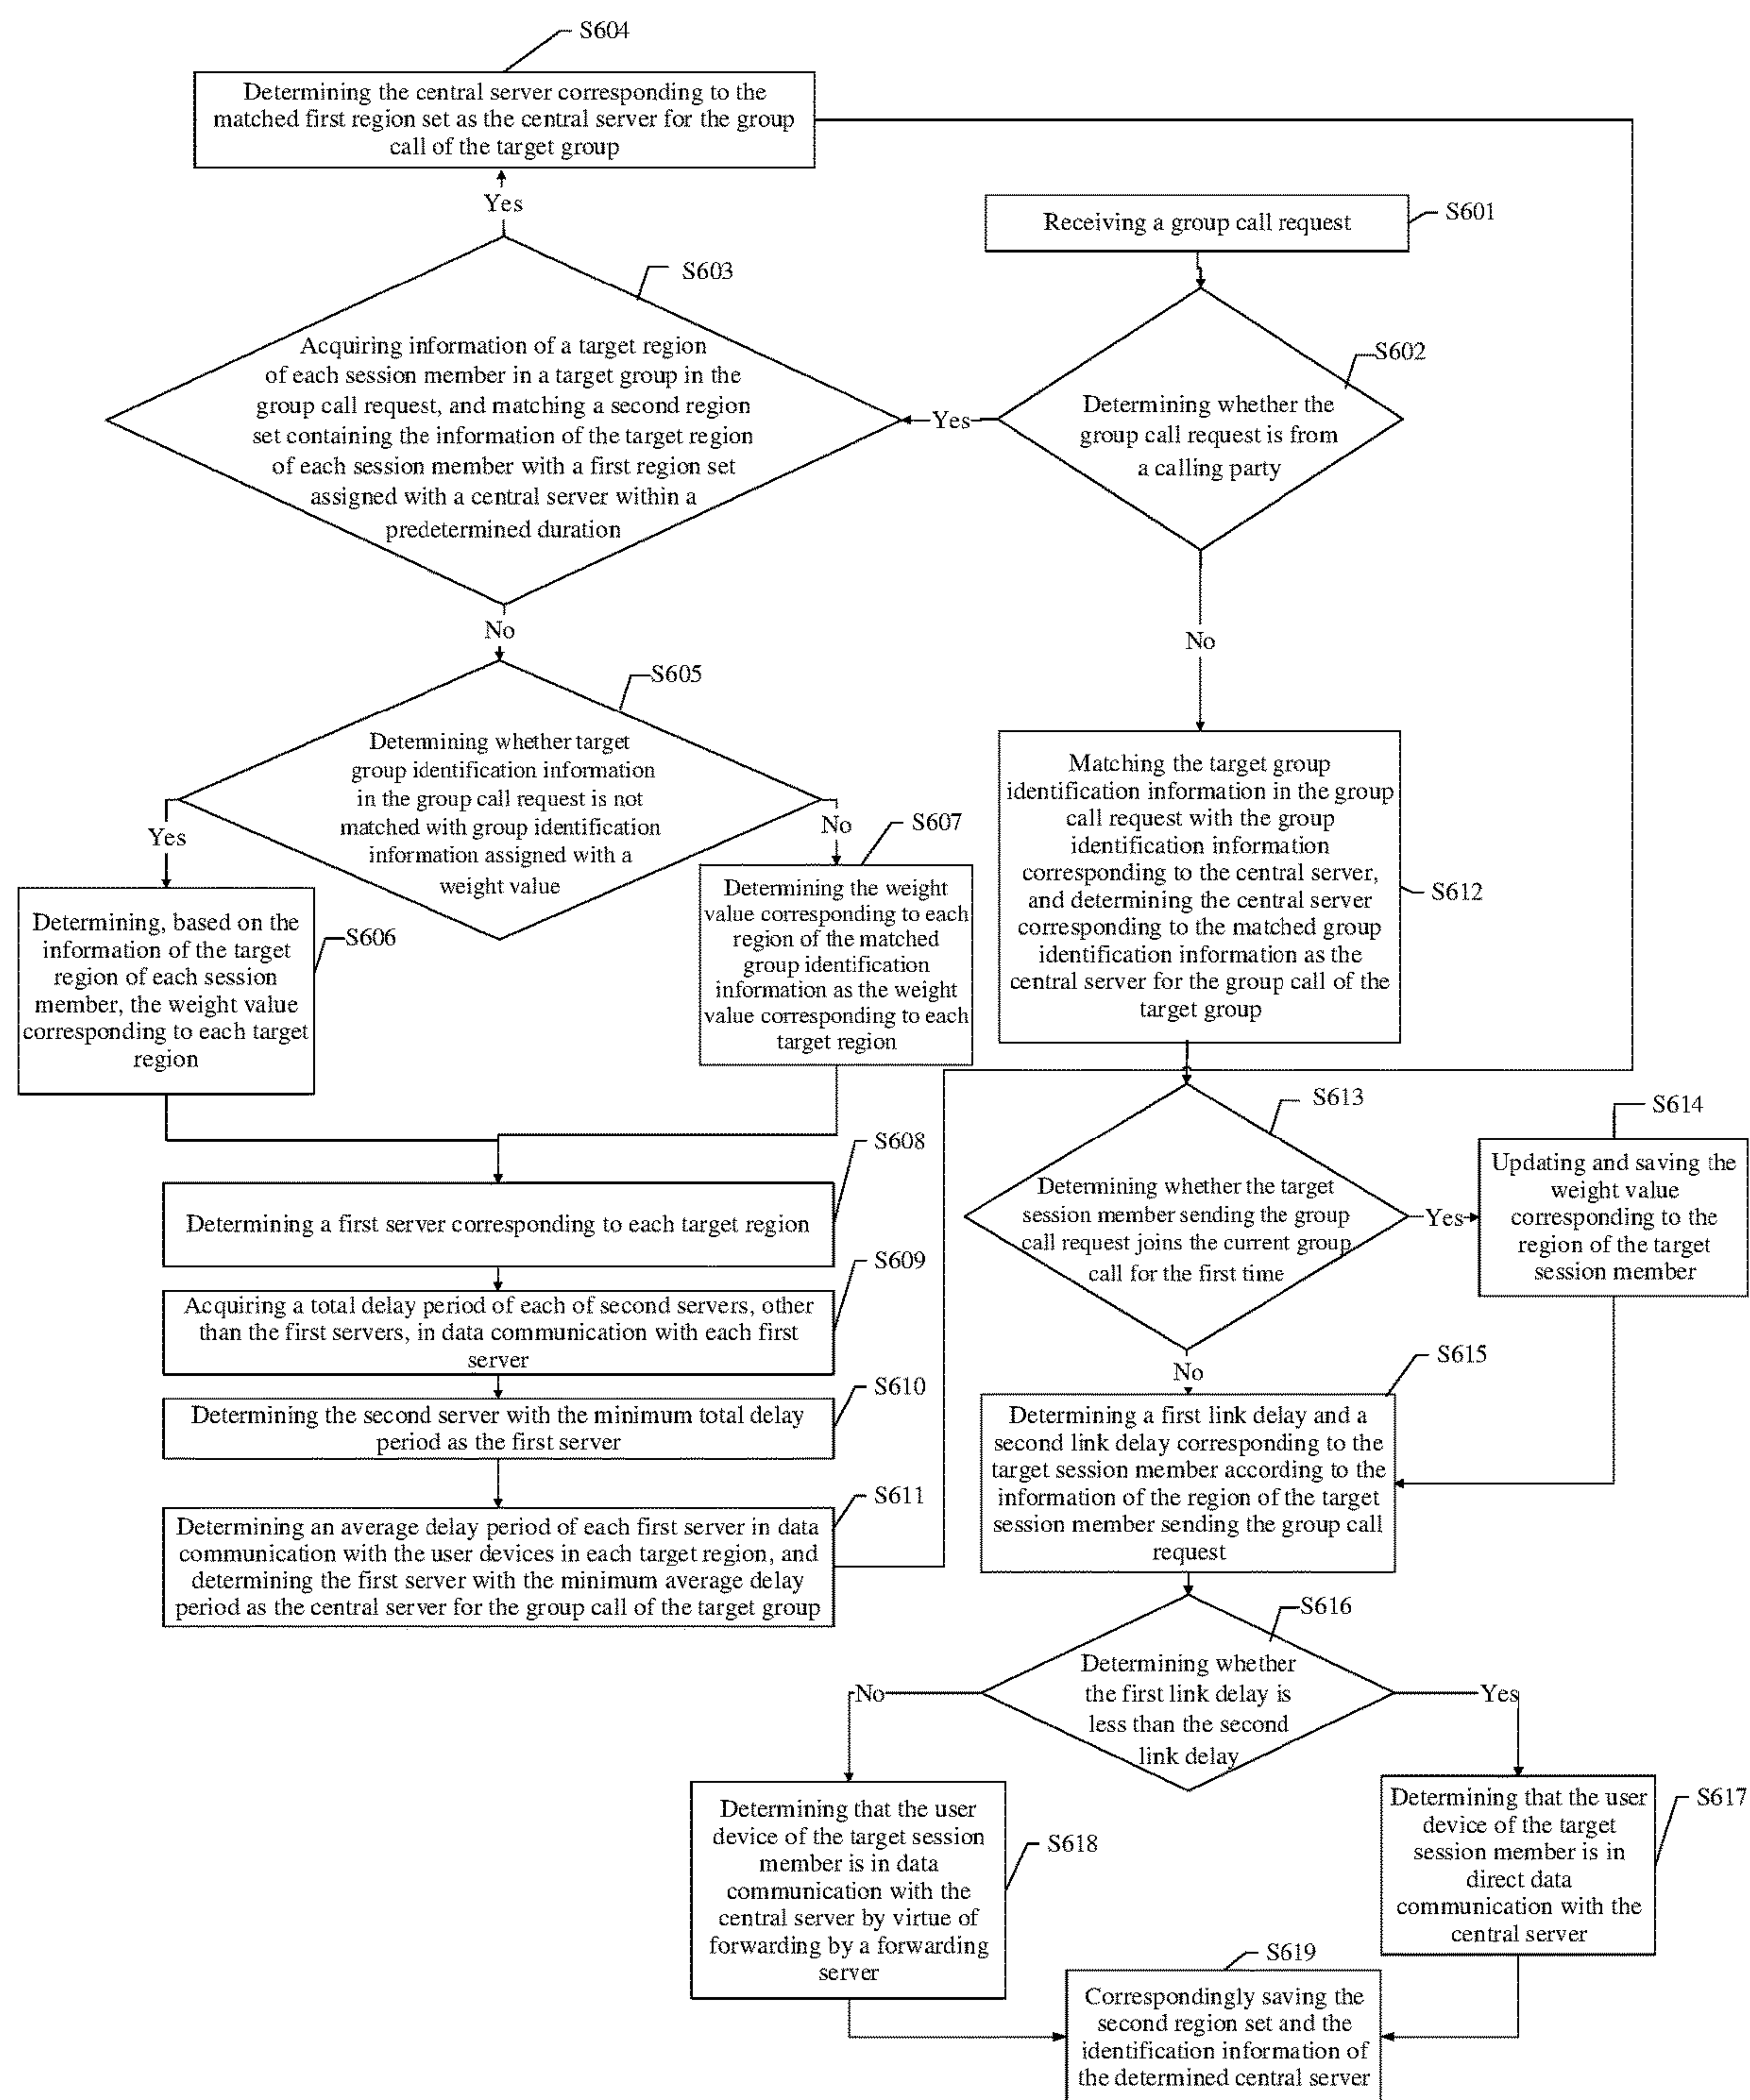 S604
Determining the central server corresponding to the
matched first region set as the central server for the group
call of the target group
Yes
Receiving a group call request
S601
S603
Acquiring information of a target region
of each session member in a target group in the
group call request, and matching a second region
set containing the information of the target region
of each session member with a first region set
assigned with a central server within a
predetermined duration
Yes
S602
Determining whether the
group call request is from
a calling party
No
No
S605
Determining whether target
group identification information
in the group call request is not
matched with group identification
information assigned with a
weight value
Yes
No
S607
Determining, based on the
information of the target
region of each session
member, the weight value
corresponding to each target
region
S606
Determining the weight
value corresponding to each
region of the matched
group identification
information as the weight
value corresponding to each
target region
Matching the target group
identification information in the group
call request with the group
identification information
corresponding to the central server,
and determining the central server
corresponding to the matched group
identification information as the
central server for the group call of the
target group
S612
S613
Determining whether the target
session member sending the group
call request joins the current group
call for the first time
Yes
S614
Updating and saving the
weight value
corresponding to the
region of the target
session member
S608
Determining a first server corresponding to each target region
S609
Acquiring a total delay period of each of second servers, other
than the first servers, in data communication with each first
server
S610
Determining the second server with the minimum total delay
period as the first server
S611
Determining an average delay period of each first server in data
communication with the user devices in each target region, and
determining the first server with the minimum average delay
period as the central server for the group call of the target group
No
S615
Determining a first link delay and a
second link delay corresponding to the
target session member according to the
information of the region of the target
session member sending the group call
request
S616
Determining whether
the first link delay is
less than the second
link delay
No
Yes
Determining that the user
device of the target session
member is in data
communication with the
central server by virtue of
forwarding by a forwarding
server
S618
Determining that the user
device of the target
session member is in
direct data
communication with the
central server
S617
S619
Correspondingly saving the
second region set and the
identification information of
the determined central server